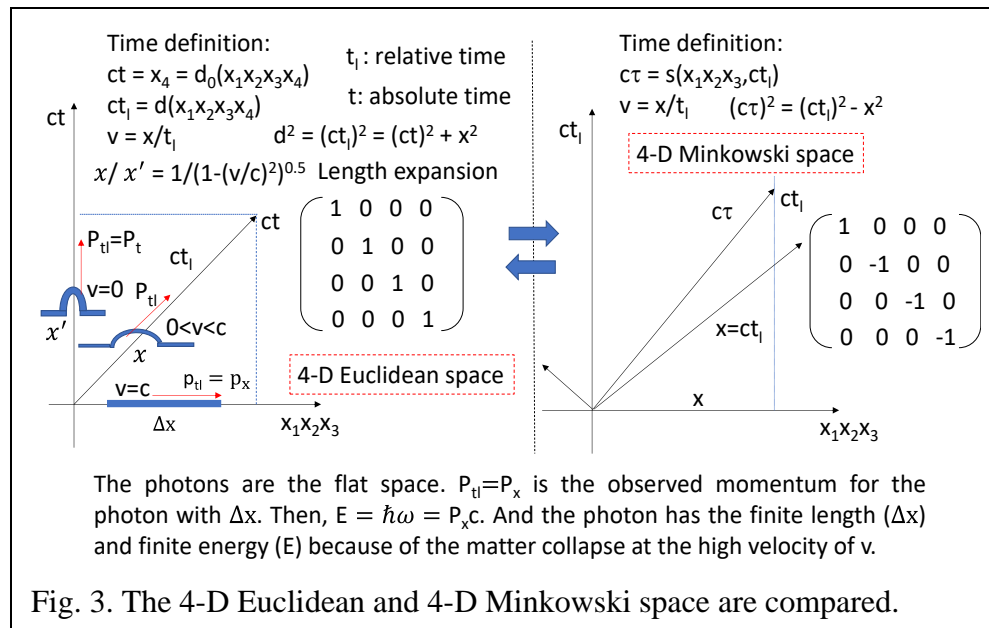 Time definition:
ct = x₄ = d₀(x₁x₂x₃x₄)
ctₗ = d(x₁x₂x₃x₄)
v = x/tₗ
tₗ : relative time
t: absolute time
d² = (ctₗ)² = (ct)² + x²
x/ x′ = 1/(1-(v/c)²)^0.5 Length expansion
ct
ct
ctₗ
Pₜₗ=Pₜ
v=0
Pₜₗ
x′
0<v<c
x
v=c
pₜₗ = pₓ
Δx
x₁x₂x₃
1 0 0 0
0 1 0 0
0 0 1 0
0 0 0 1
4-D Euclidean space
Time definition:
cτ = s(x₁x₂x₃,ctₗ)
v = x/tₗ (cτ)² = (ctₗ)² - x²
ctₗ
4-D Minkowski space
cτ
ctₗ
x=ctₗ
x
x₁x₂x₃
1 0 0 0
0 -1 0 0
0 0 -1 0
0 0 0 -1
The photons are the flat space. Pₜₗ=Pₓ is the observed momentum for the
photon with Δx. Then, E = ℏω = Pₓc. And the photon has the finite length (Δx)
and finite energy (E) because of the matter collapse at the high velocity of v.
Fig. 3. The 4-D Euclidean and 4-D Minkowski space are compared.